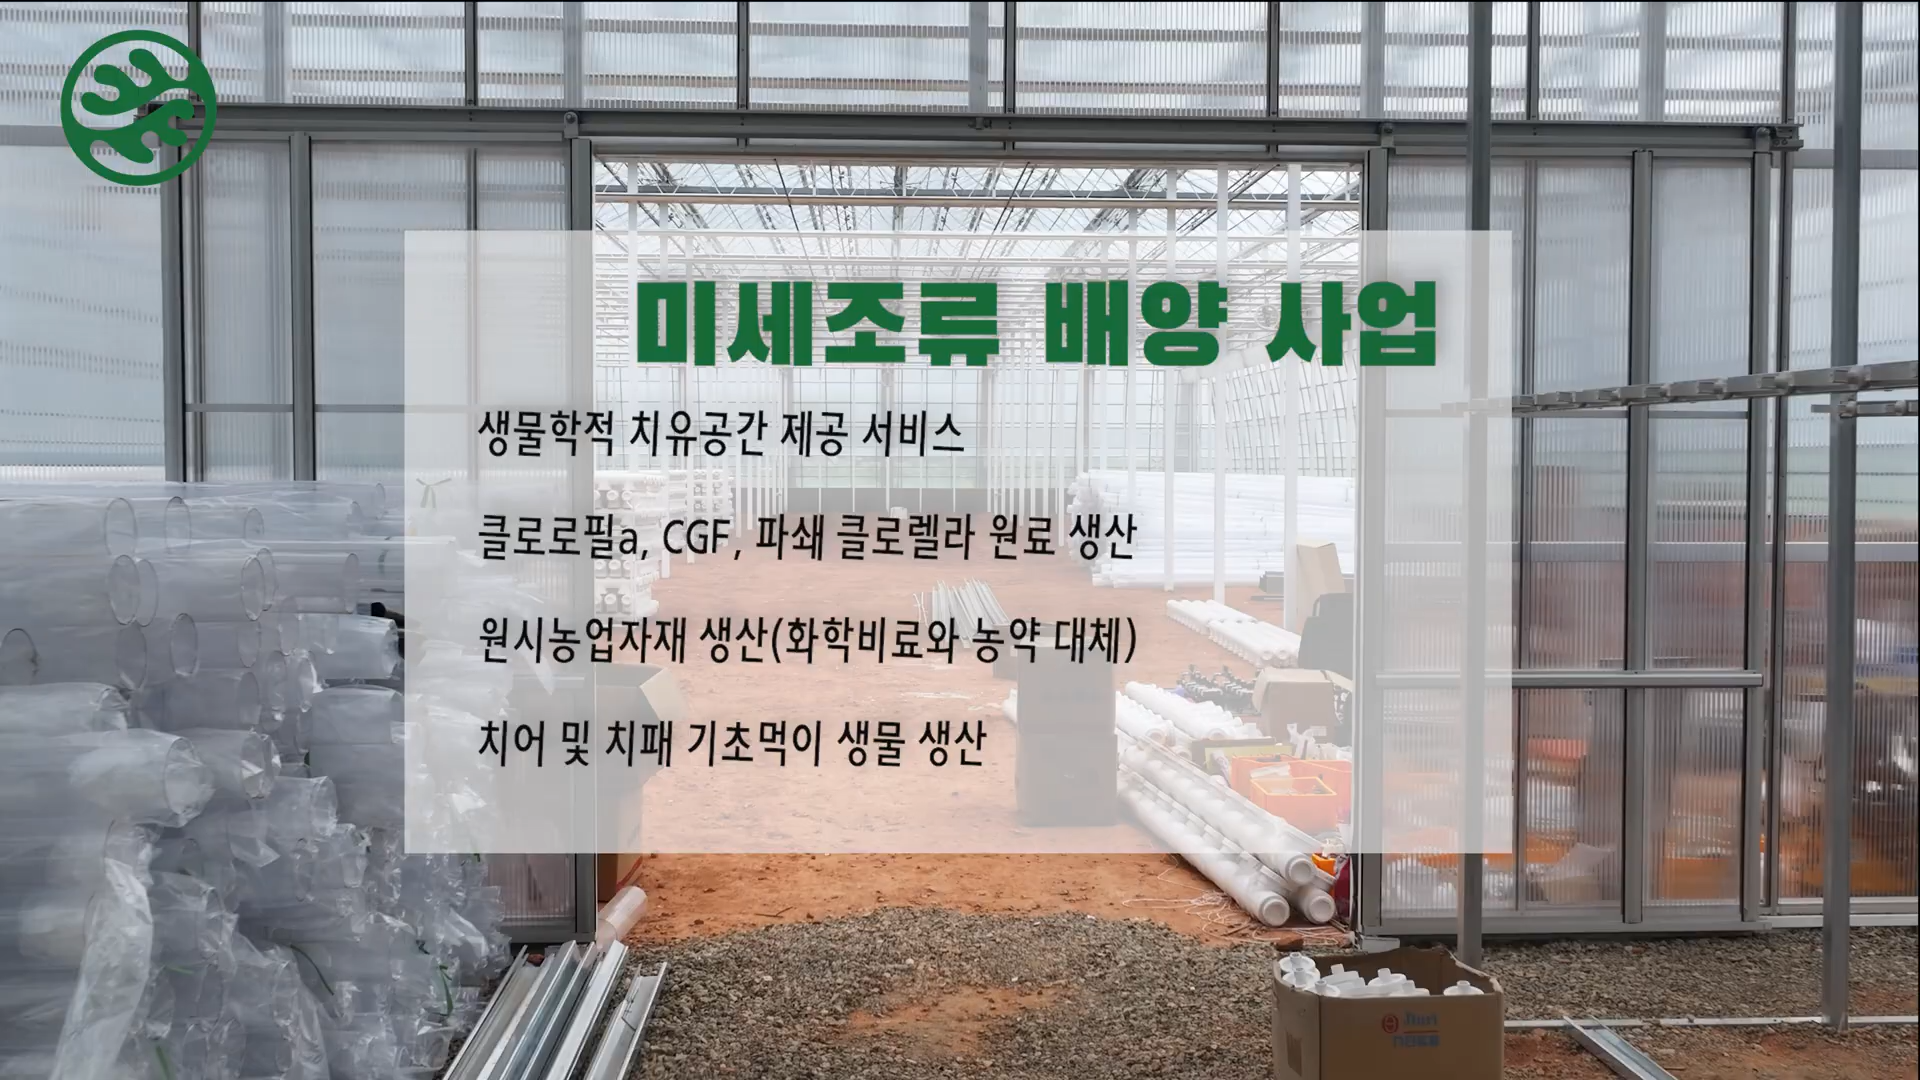 미세조류 배양 사업
생물학적 치유공간 제공 서비스
클로로필a, CGF, 파쇄 클로렐라 원료 생산
원시농업자재 생산(화학비료와 농약 대체)
치어 및 치패 기초먹이 생물 생산